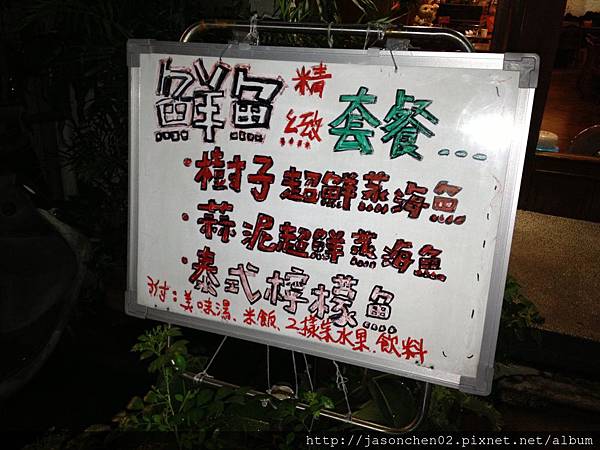 鮮魚 精緻 套餐...
·樹子超鮮蒸海魚
·蒜泥超鮮蒸海魚
·泰式檸檬魚
附:美味湯、米飯、2樣菜水果.飲料
http://jasonchen02.pixnet.net/album